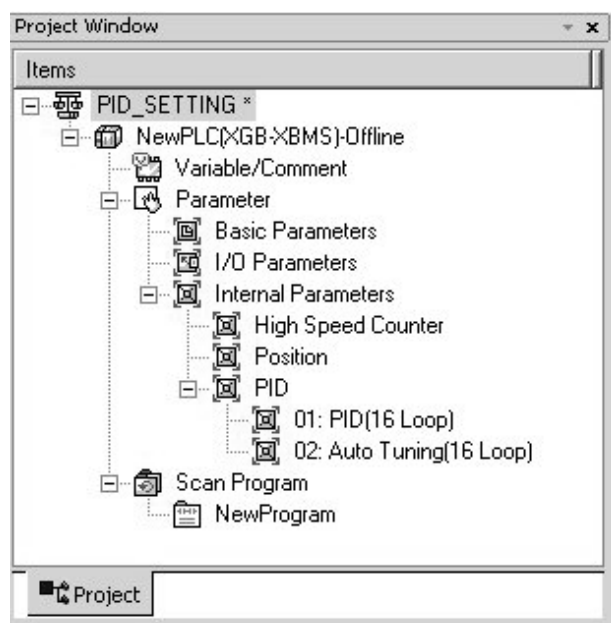 Project Window
Items
PID_SETTING *
NewPLC(XGB-XBMS)-Offline
Variable/Comment
Parameter
Basic Parameters
I/O Parameters
Internal Parameters
High Speed Counter
Position
PID
01: PID(16 Loop)
02: Auto Tuning(16 Loop)
Scan Program
NewProgram
Project